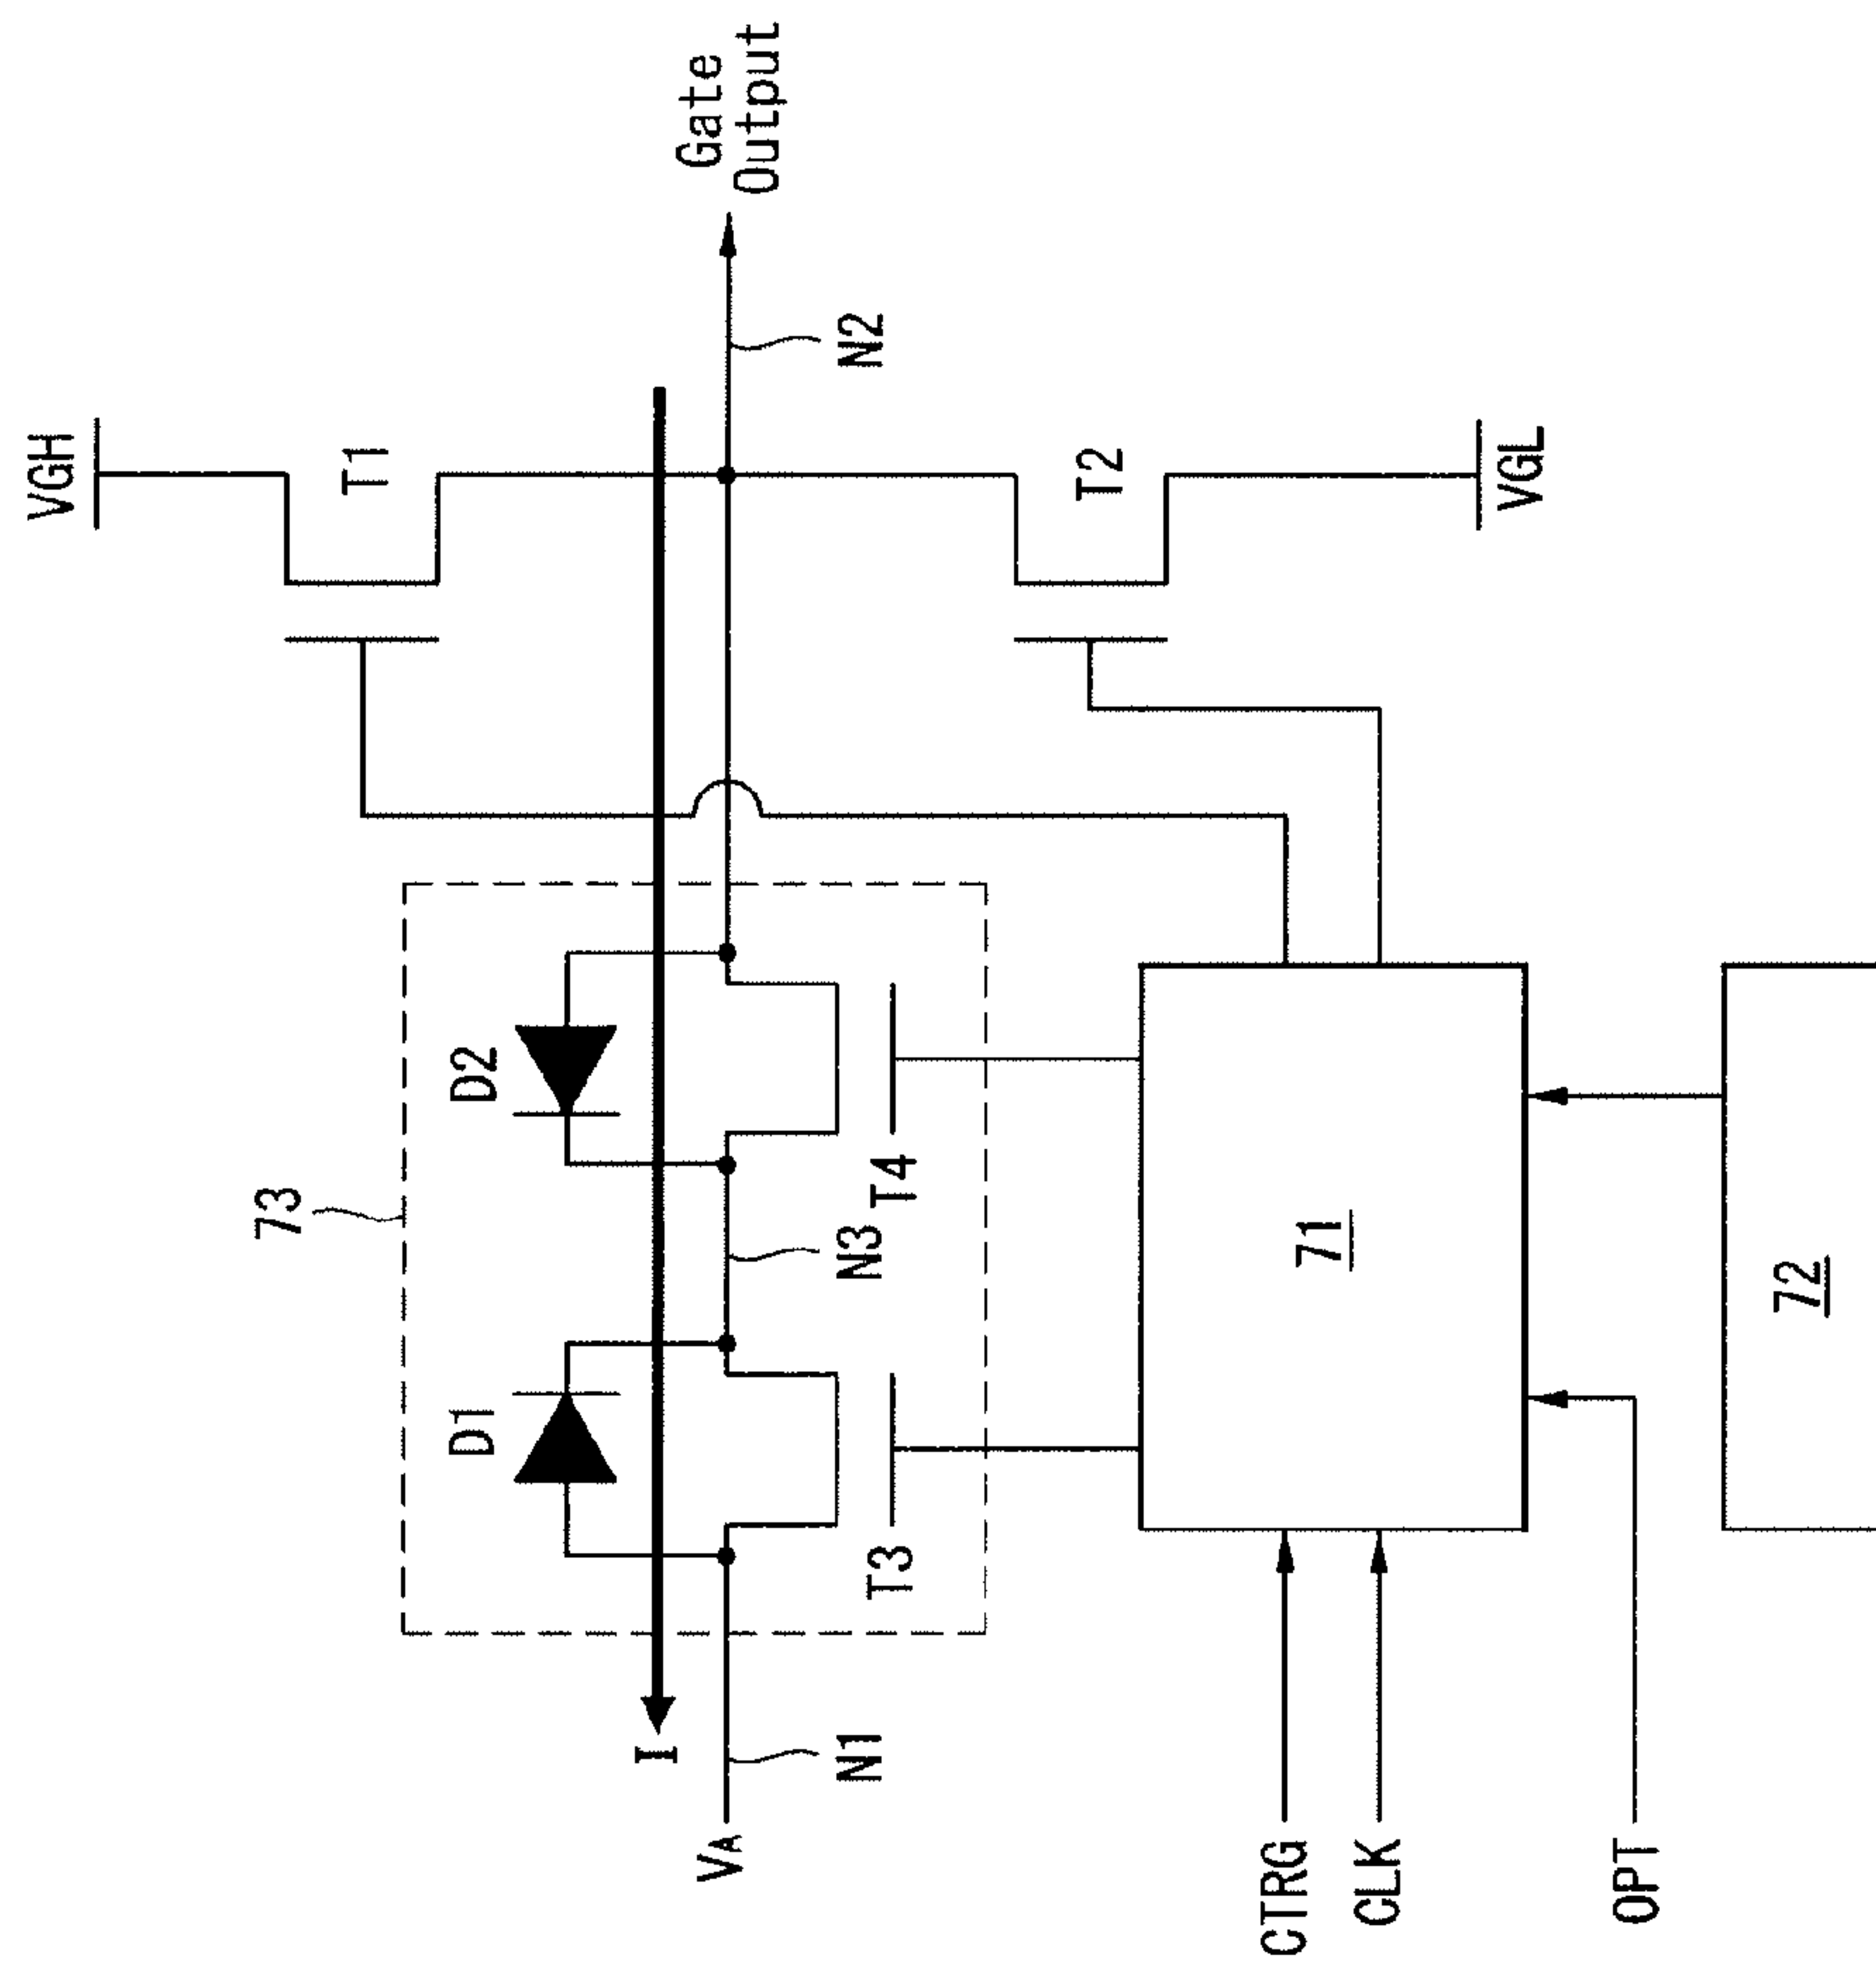 VGH
T1
Gate
Output
N2
T2
VGL
73
D1
D2
I
N3
T3
T4
VA
N1
71
CTRG
CLK
OPT
72